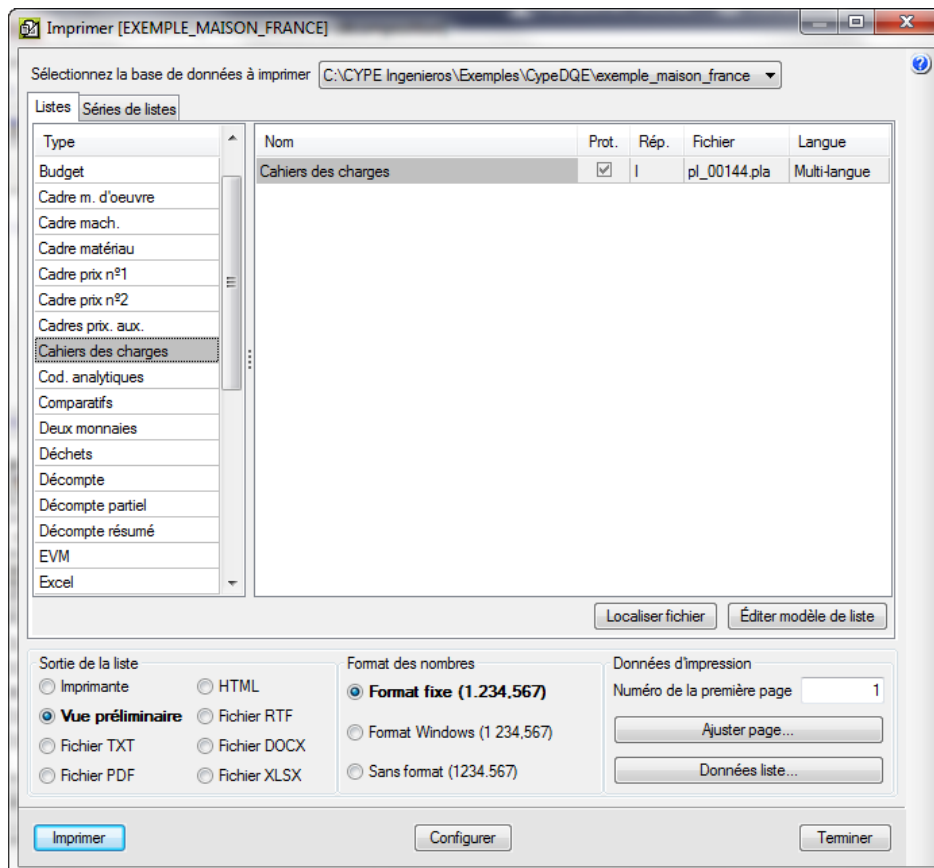 Imprimer [EXEMPLE_MAISON_FRANCE]
Sélectionnez la base de données à imprimer C:\CYPE Ingenieros\Exemples\CypeDQE\exemple_maison_france
Listes Séries de listes
Type Nom Prot. Rép. Fichier Langue
Budget Cahiers des charges I pl_00144.pla Multi-langue
Cadre m. d'oeuvre
Cadre mach.
Cadre matériau
Cadre prix nº1
Cadre prix nº2
Cadres prix. aux.
Cahiers des charges
Cod. analytiques
Comparatifs
Deux monnaies
Déchets
Décompte
Décompte partiel
Décompte résumé
EVM
Excel
Localiser fichier Éditer modèle de liste
Sortie de la liste Format des nombres Données d'impression
Imprimante HTML Format fixe (1.234,567) Numéro de la première page 1
Vue préliminaire Fichier RTF Format Windows (1 234,567) Ajuster page...
Fichier TXT Fichier DOCX
Fichier PDF Fichier XLSX Sans format (1234.567) Données liste...
Imprimer Configurer Terminer